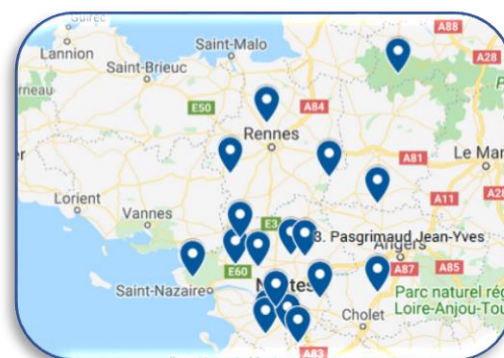 Guirec
Lannion
Saint-Malo
A88
A28
Saint-Brieuc
E50
A84
Rennes
A81
Le Man
Lorient
Vannes
A11
A28
E3
3. Pasgrimaud Jean-Yves
Angers
E60
A87
A85
Saint-Nazaire
Parc naturel rég
Loire-Anjou-Tou
Cholet
A83